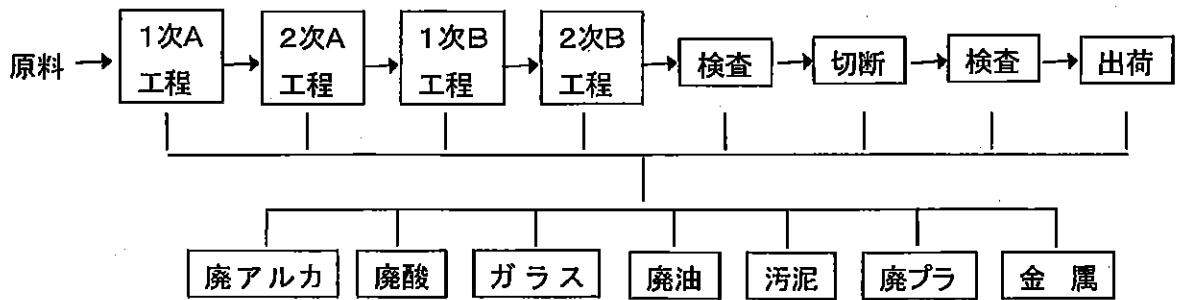 原料 → 1次A工程 → 2次A工程 → 1次B工程 → 2次B工程 → 検査 → 切断 → 検査 → 出荷
廃アルカ 廃酸 ガラス 廃油 汚泥 廃プラ 金属